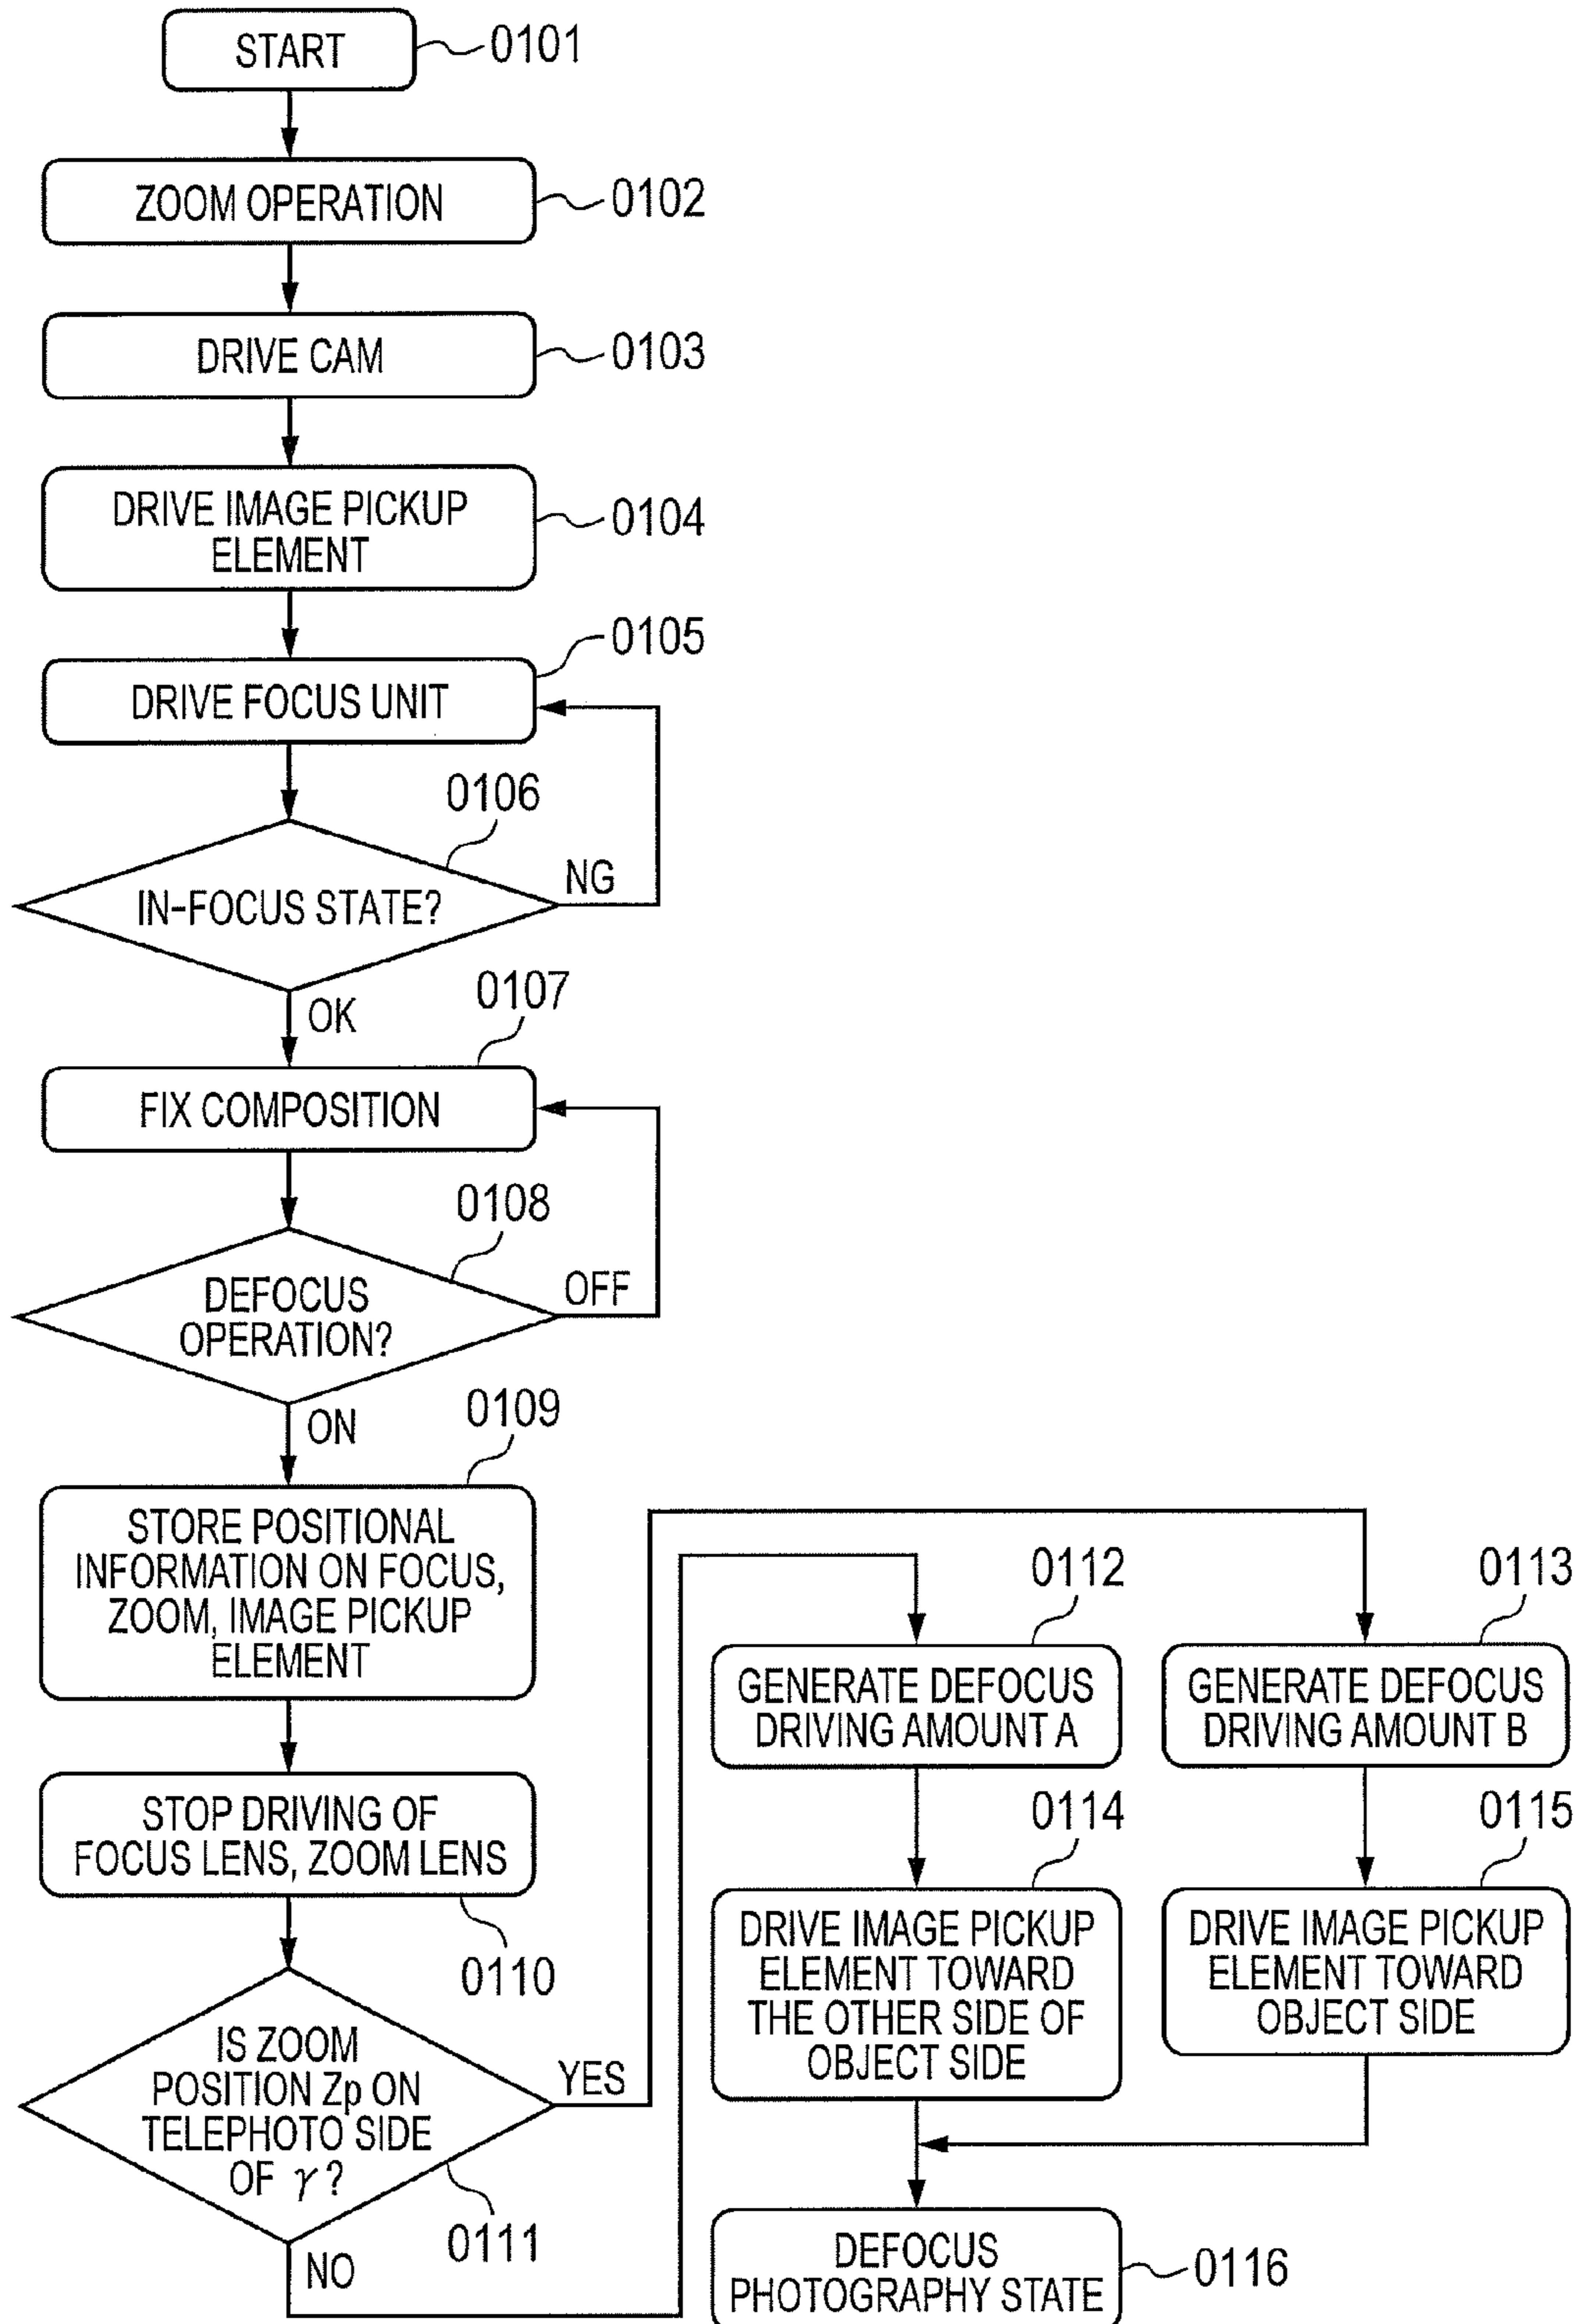 START
0101
ZOOM OPERATION
0102
DRIVE CAM
0103
DRIVE IMAGE PICKUP
ELEMENT
0104
0105
DRIVE FOCUS UNIT
0106
IN-FOCUS STATE?
NG
OK
0107
FIX COMPOSITION
0108
DEFOCUS
OPERATION?
OFF
ON
0109
STORE POSITIONAL
INFORMATION ON FOCUS,
ZOOM, IMAGE PICKUP
ELEMENT
STOP DRIVING OF
FOCUS LENS, ZOOM LENS
0110
IS ZOOM
POSITION Zp ON
TELEPHOTO SIDE
OF γ?
YES
0111
NO
0112
GENERATE DEFOCUS
DRIVING AMOUNT A
0113
GENERATE DEFOCUS
DRIVING AMOUNT B
0114
DRIVE IMAGE PICKUP
ELEMENT TOWARD
THE OTHER SIDE OF
OBJECT SIDE
0115
DRIVE IMAGE PICKUP
ELEMENT TOWARD
OBJECT SIDE
DEFOCUS
PHOTOGRAPHY STATE
0116